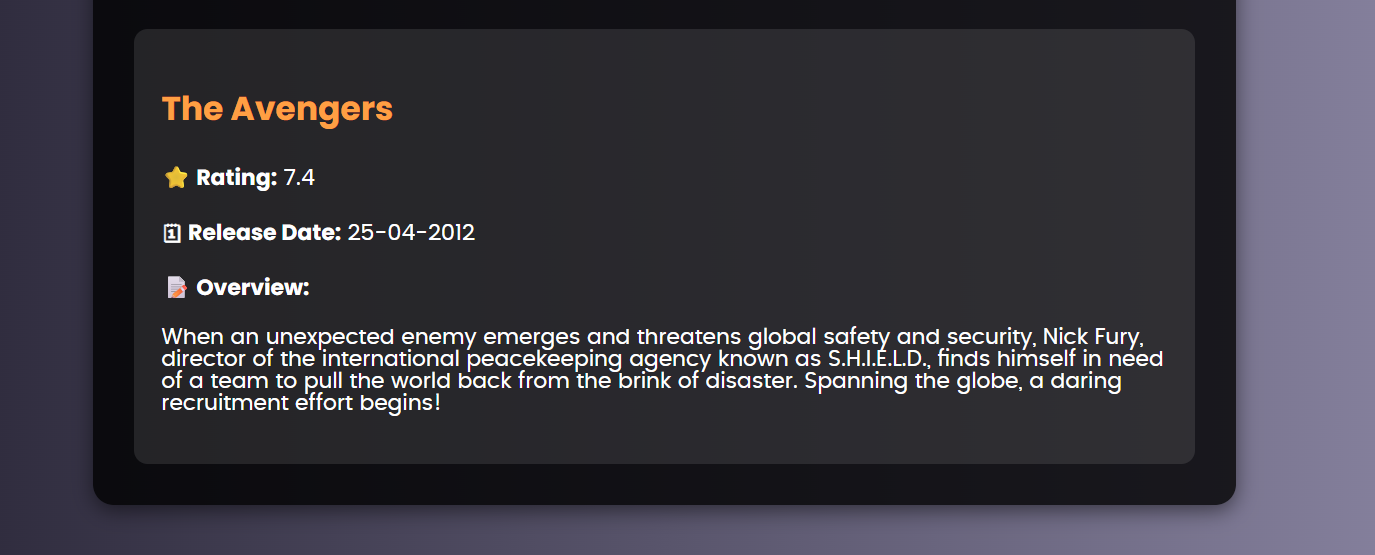 The Avengers
⭐ Rating: 7.4
🗓 Release Date: 25-04-2012
📝 Overview:
When an unexpected enemy emerges and threatens global safety and security, Nick Fury,
director of the international peacekeeping agency known as S.H.I.E.L.D., finds himself in need
of a team to pull the world back from the brink of disaster. Spanning the globe, a daring
recruitment effort begins!